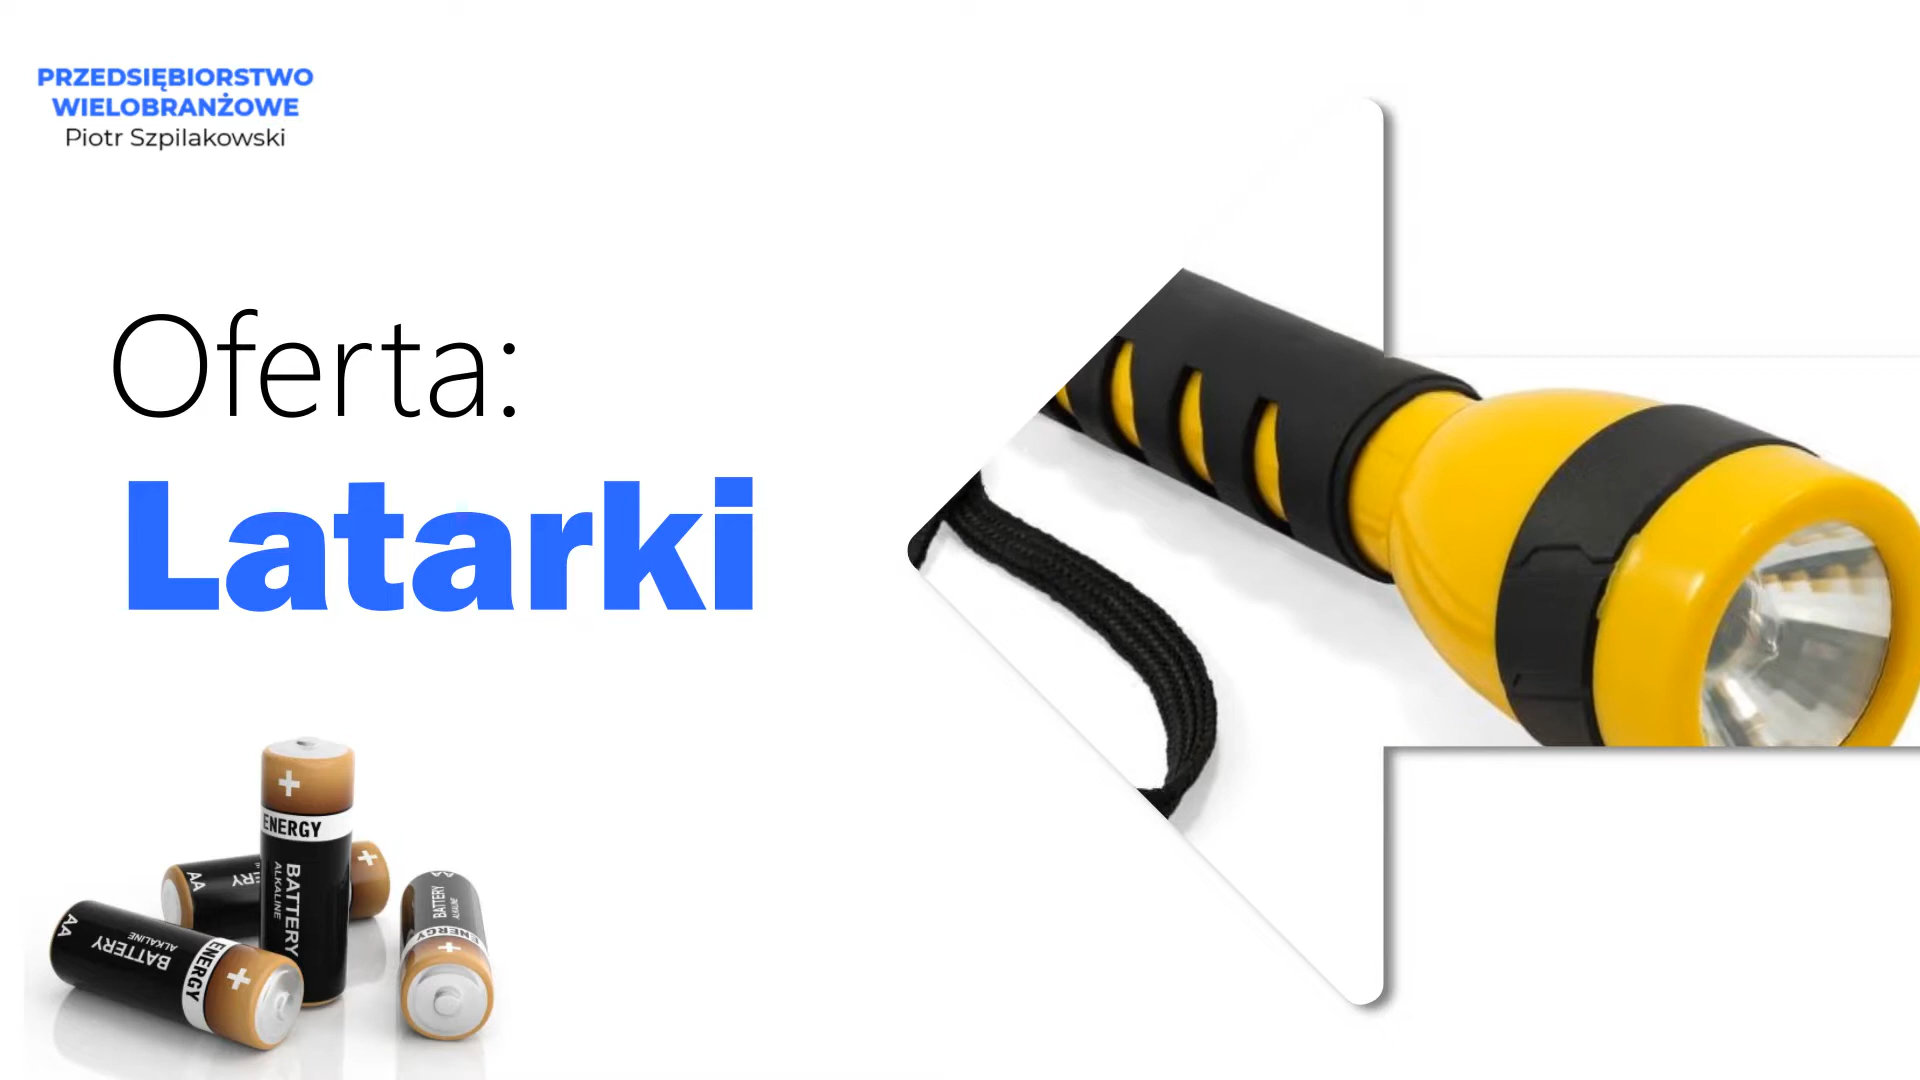 PRZEDSIĘBIORSTWO
WIELOBRANŻOWE
Piotr Szpilakowski
Oferta:
Latarki
ENERGY
BATTERY
ALKALINE
AA
AA
BATTERY
ALKALINE
ENERGY
BATTERY
ALKALINE
ENERGY